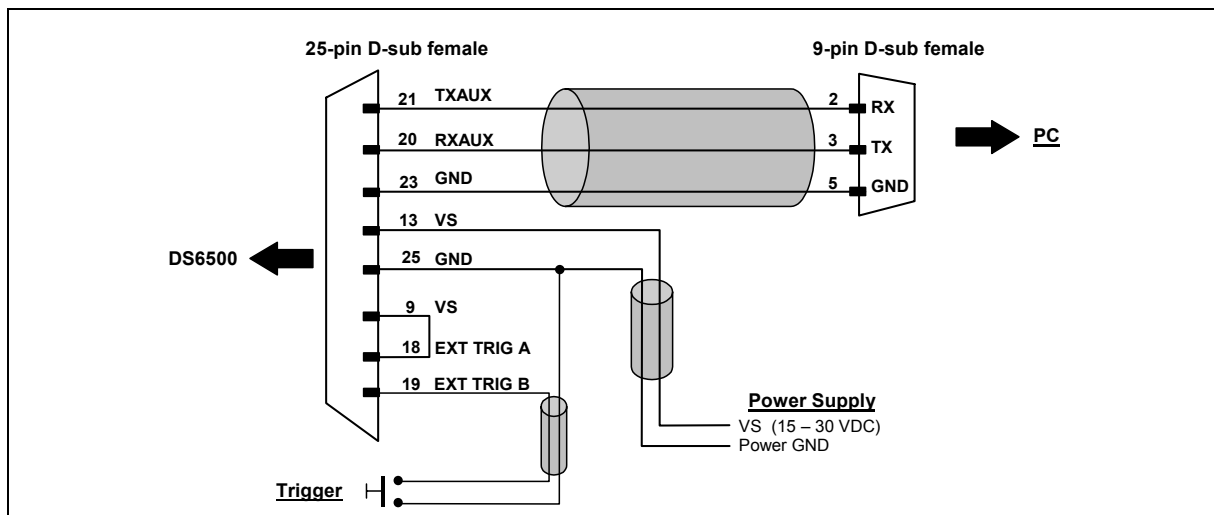 25-pin D-sub female
9-pin D-sub female
21 TXAUX
2 RX
20 RXAUX
3 TX
PC
23 GND
5 GND
13 VS
DS6500
25 GND
9 VS
18 EXT TRIG A
19 EXT TRIG B
Power Supply
VS (15 – 30 VDC)
Power GND
Trigger